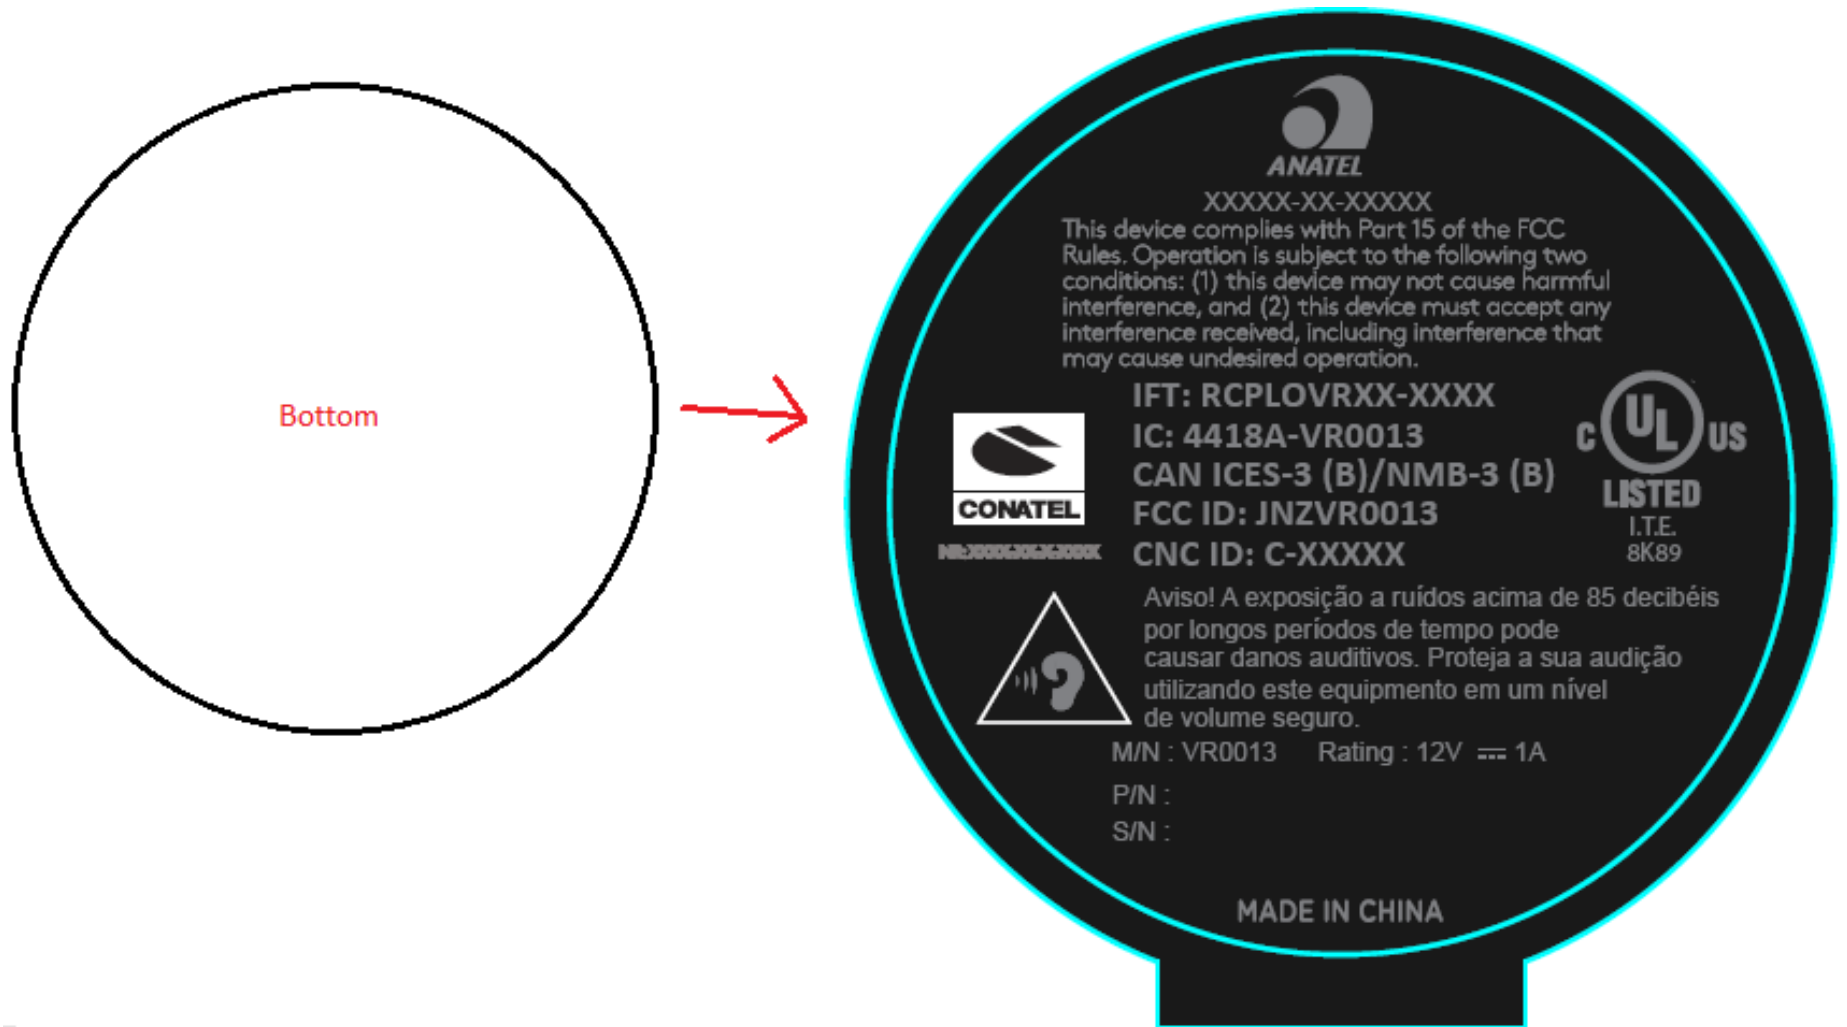 Bottom
ANATEL
XXXXX-XX-XXXXX
This device complies with Part 15 of the FCC
Rules. Operation is subject to the following two
conditions: (1) this device may not cause harmful
interference, and (2) this device must accept any
interference received, including interference that
may cause undesired operation.
IFT: RCPLOVRXX-XXXX
IC: 4418A-VR0013
CAN ICES-3 (B)/NMB-3 (B)
FCC ID: JNZVR0013
CNC ID: C-XXXXX
CONATEL
C UL US
LISTED
I.T.E.
8K89
Aviso! A exposição a ruídos acima de 85 decibéis
por longos períodos de tempo pode
causar danos auditivos. Proteja a sua audição
utilizando este equipmento em um nível
de volume seguro.
M/N : VR0013 Rating : 12V ⎓ 1A
P/N :
S/N :
MADE IN CHINA